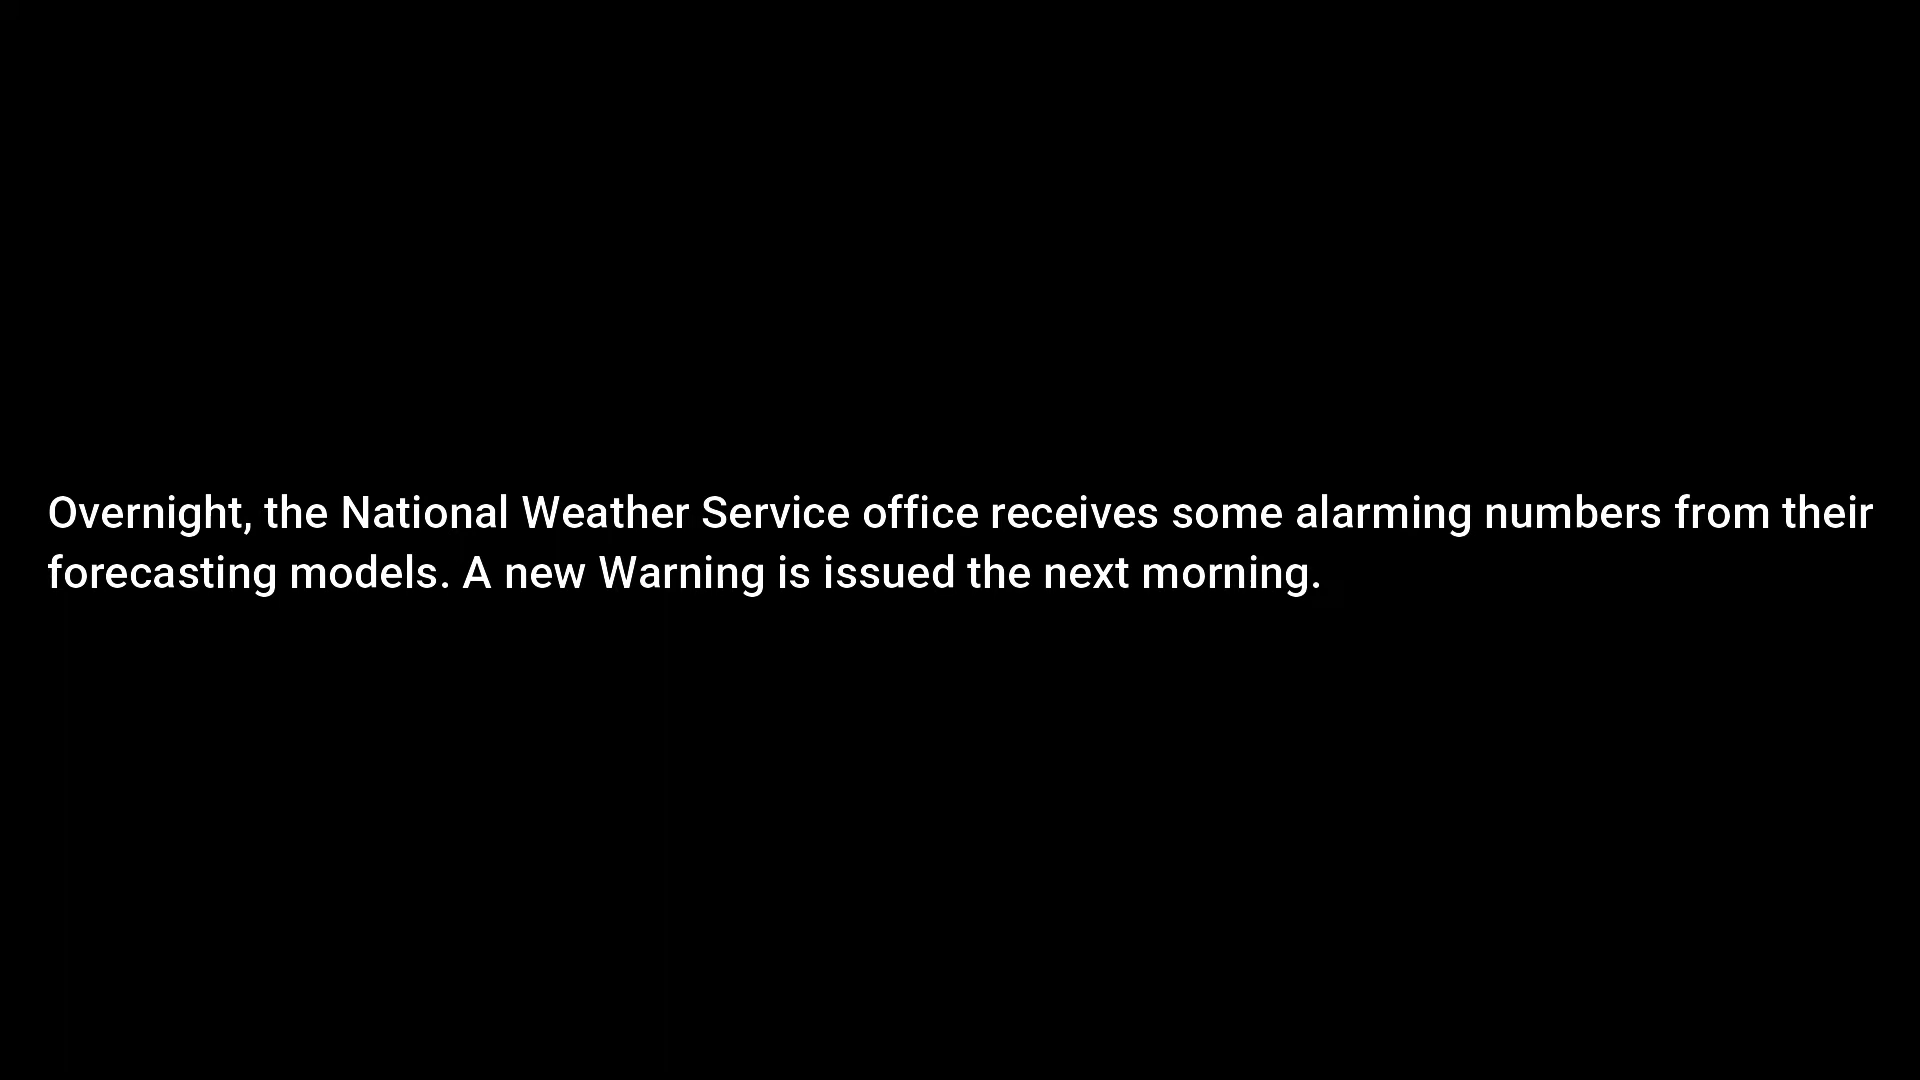 Overnight, the National Weather Service office receives some alarming numbers from their
forecasting models. A new Warning is issued the next morning.